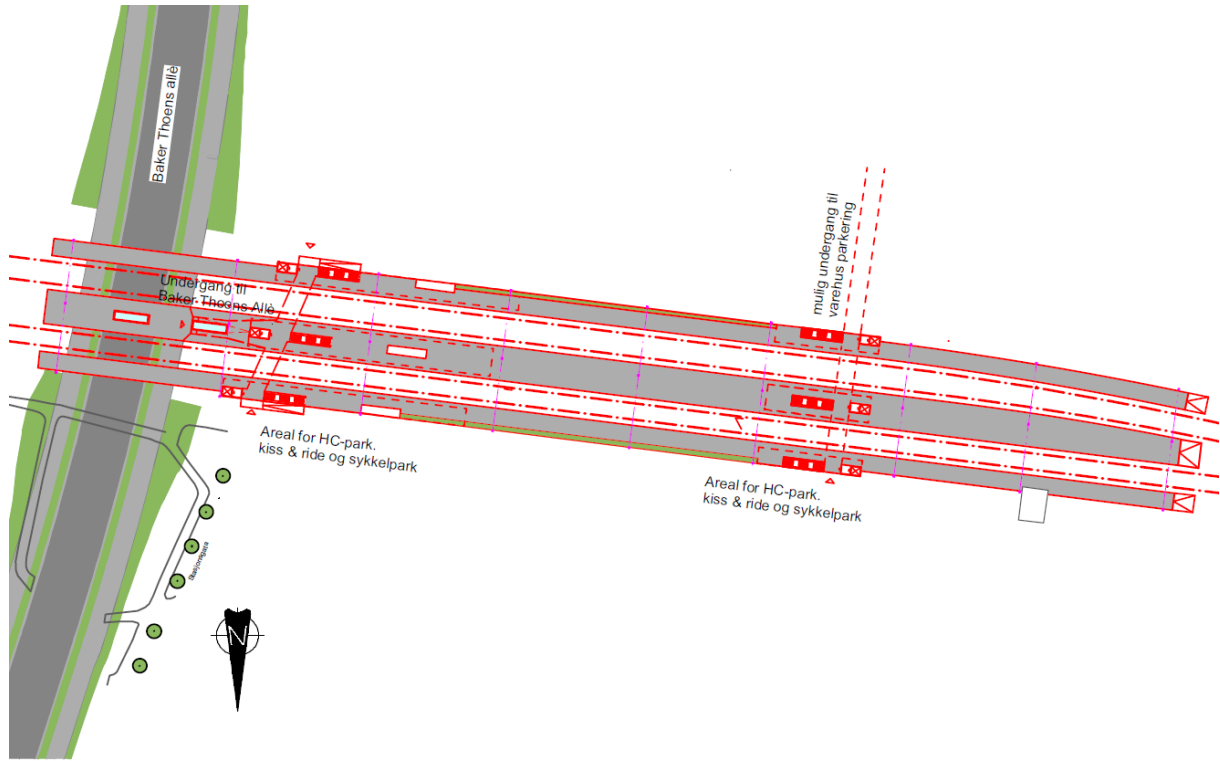 Baker Thoens allè
Undergang til
Baker Thoens Allè
mulig undergang til
varehus parkering
Areal for HC-park.
kiss & ride og sykkelpark
Areal for HC-park.
kiss & ride og sykkelpark
Stasjonsgata
N